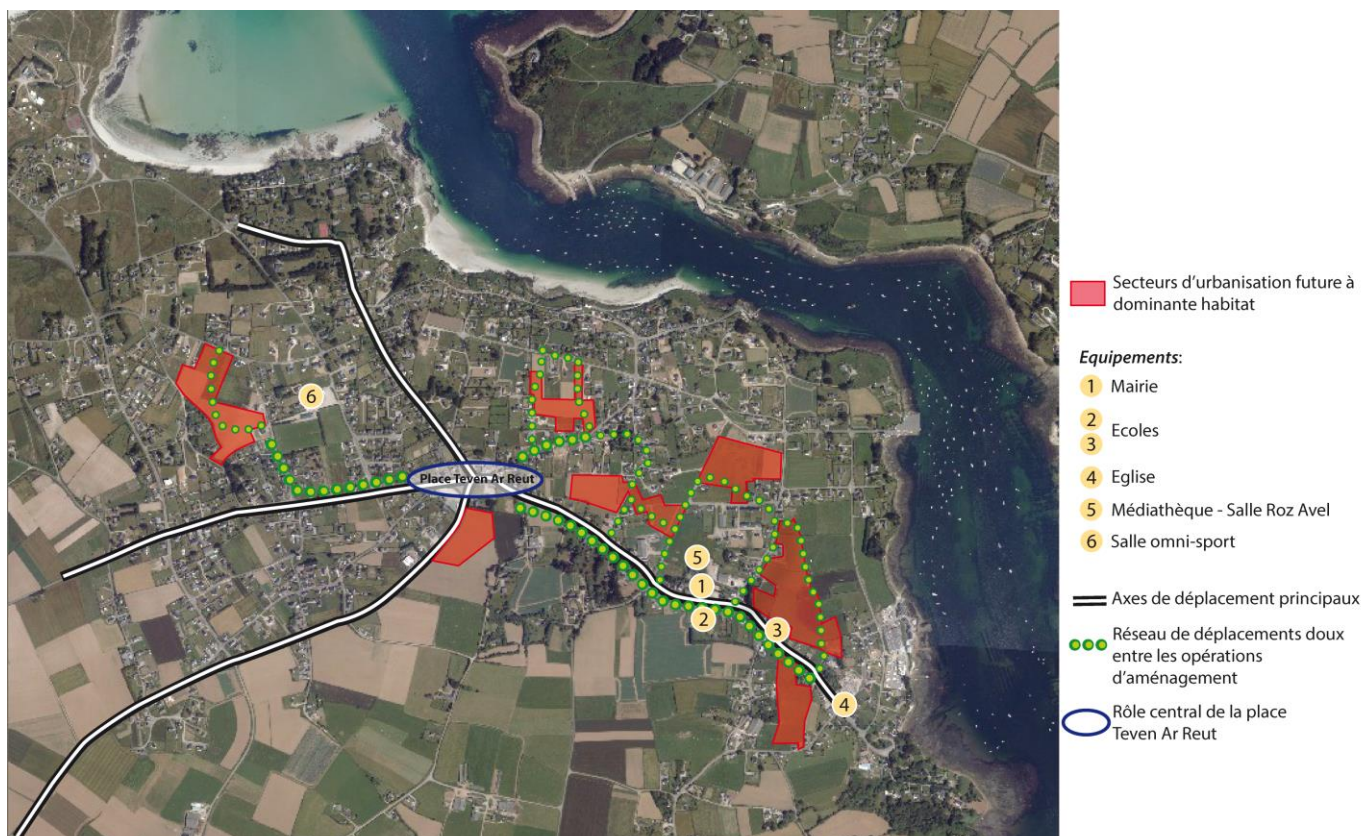 6
Place Teven Ar Reut
5
1
2
3
4
Secteurs d'urbanisation future à
dominante habitat
Equipements:
1 Mairie
2
Ecoles
3
4 Eglise
5 Médiathèque - Salle Roz Avel
6 Salle omni-sport
Axes de déplacement principaux
Réseau de déplacements doux
entre les opérations
d'aménagement
Rôle central de la place
Teven Ar Reut